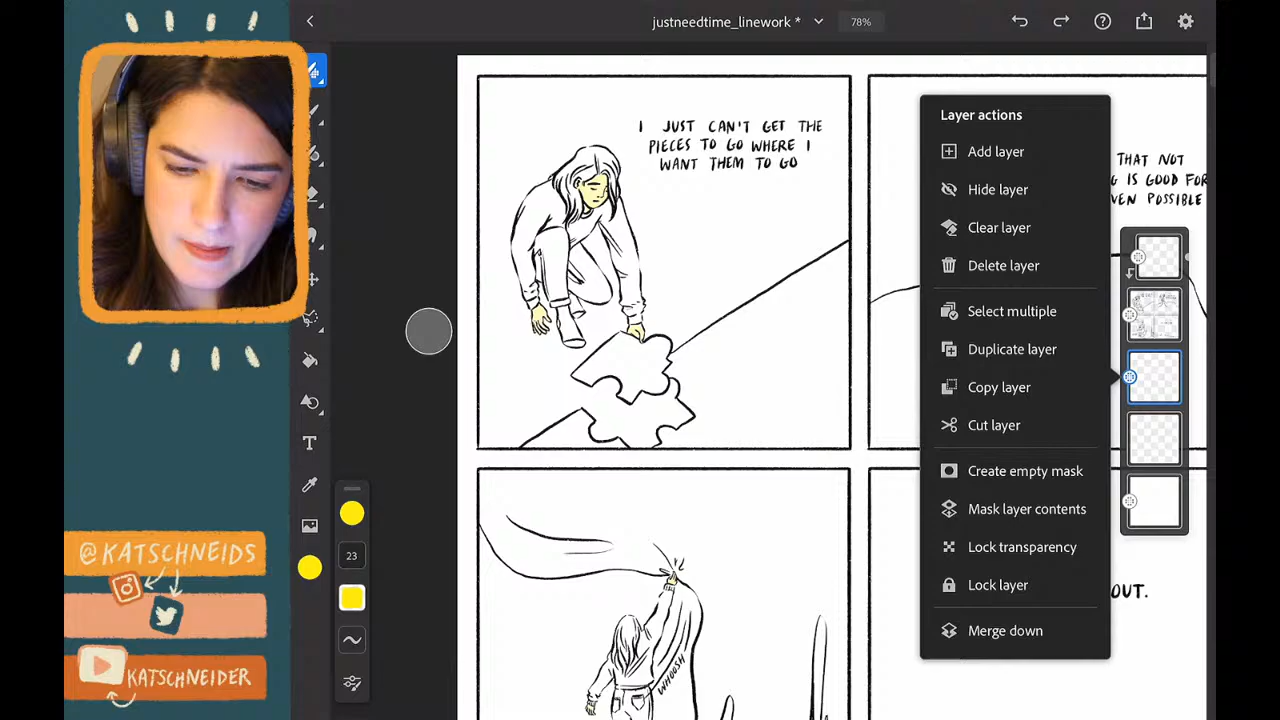 justneedtime_linework *
78%
I JUST CAN'T GET THE
PIECES TO GO WHERE I
WANT THEM TO GO
Layer actions
Add layer
Hide layer
Clear layer
Delete layer
Select multiple
Duplicate layer
Copy layer
Cut layer
Create empty mask
Mask layer contents
Lock transparency
Lock layer
Merge down
THAT NOT
G IS GOOD FOR
VEN POSSIBLE
OUT.
WHOOSH
T
23
@KATSCHNEIDS
KATSCHNEIDER